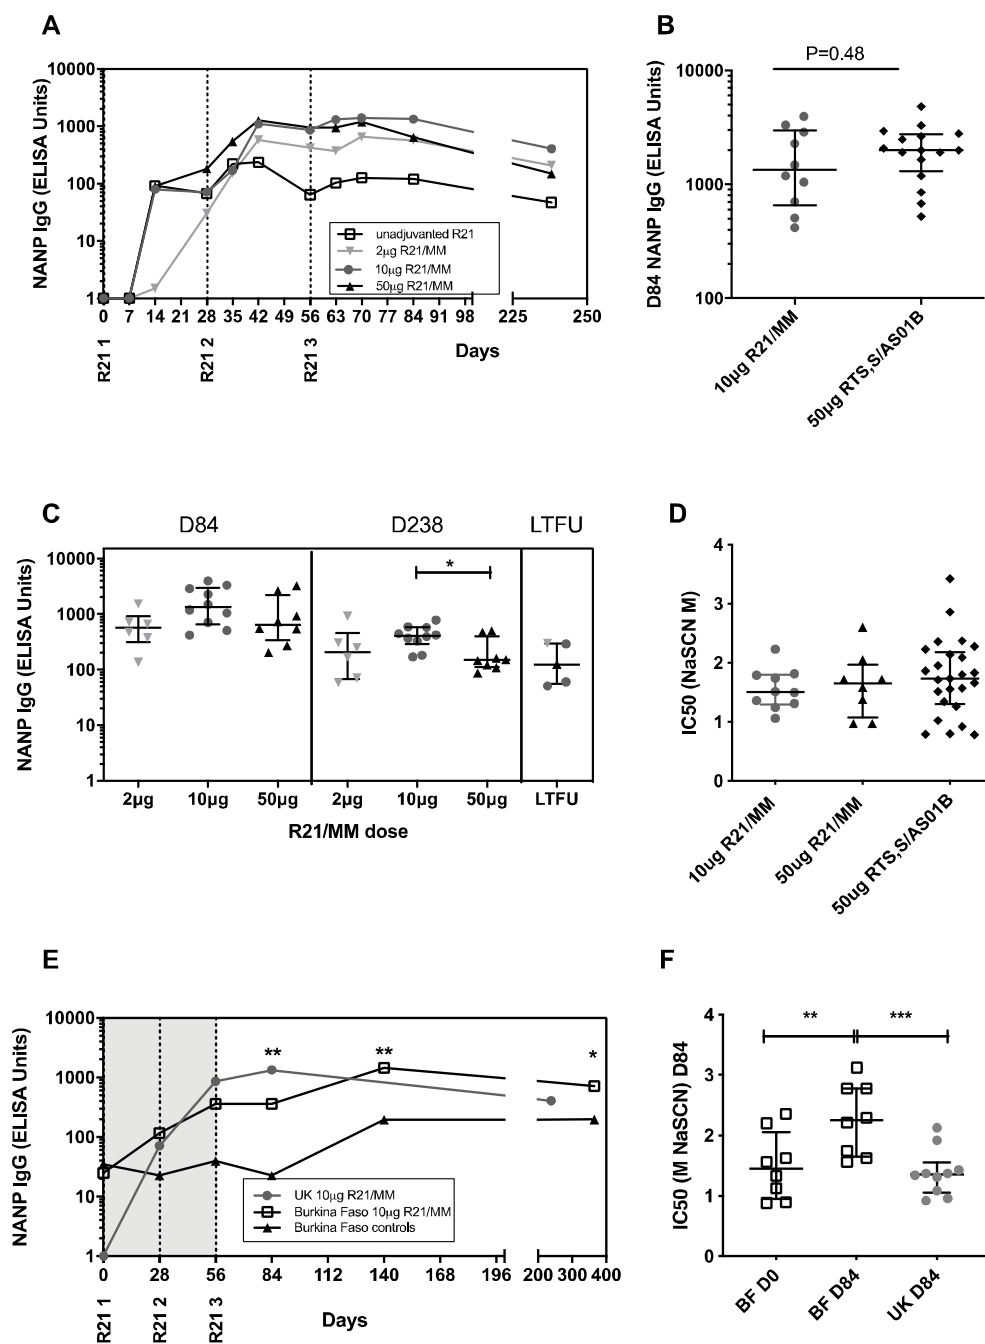 A
NANP IgG (ELISA Units)
10000
1000
100
10
1
0 7 14 21 28 35 42 49 56 63 70 77 84 91 98 225 250
R21 1
R21 2
R21 3
Days
unadjuvanted R21
2µg R21/MM
10µg R21/MM
50µg R21/MM
B
P=0.48
D84 NANP IgG (ELISA Units)
10000
1000
100
10µg R21/MM
50µg RTS,S/AS01B
C
D84 D238 LTFU
*
NANP IgG (ELISA Units)
10000
1000
100
10
1
2µg 10µg 50µg 2µg 10µg 50µg LTFU
R21/MM dose
D
IC50 (NaSCN M)
4
3
2
1
0
10ug R21/MM
50ug R21/MM
50ug RTS,S/AS01B
E
NANP IgG (ELISA Units)
10000
1000
100
10
1
** ** *
UK 10µg R21/MM
Burkina Faso 10µg R21/MM
Burkina Faso controls
0 28 56 84 112 140 168 196 200 300 400
R21 1
R21 2
R21 3
Days
F
** ***
IC50 (M NaSCN) D84
4
3
2
1
0
BF D0
BF D84
UK D84